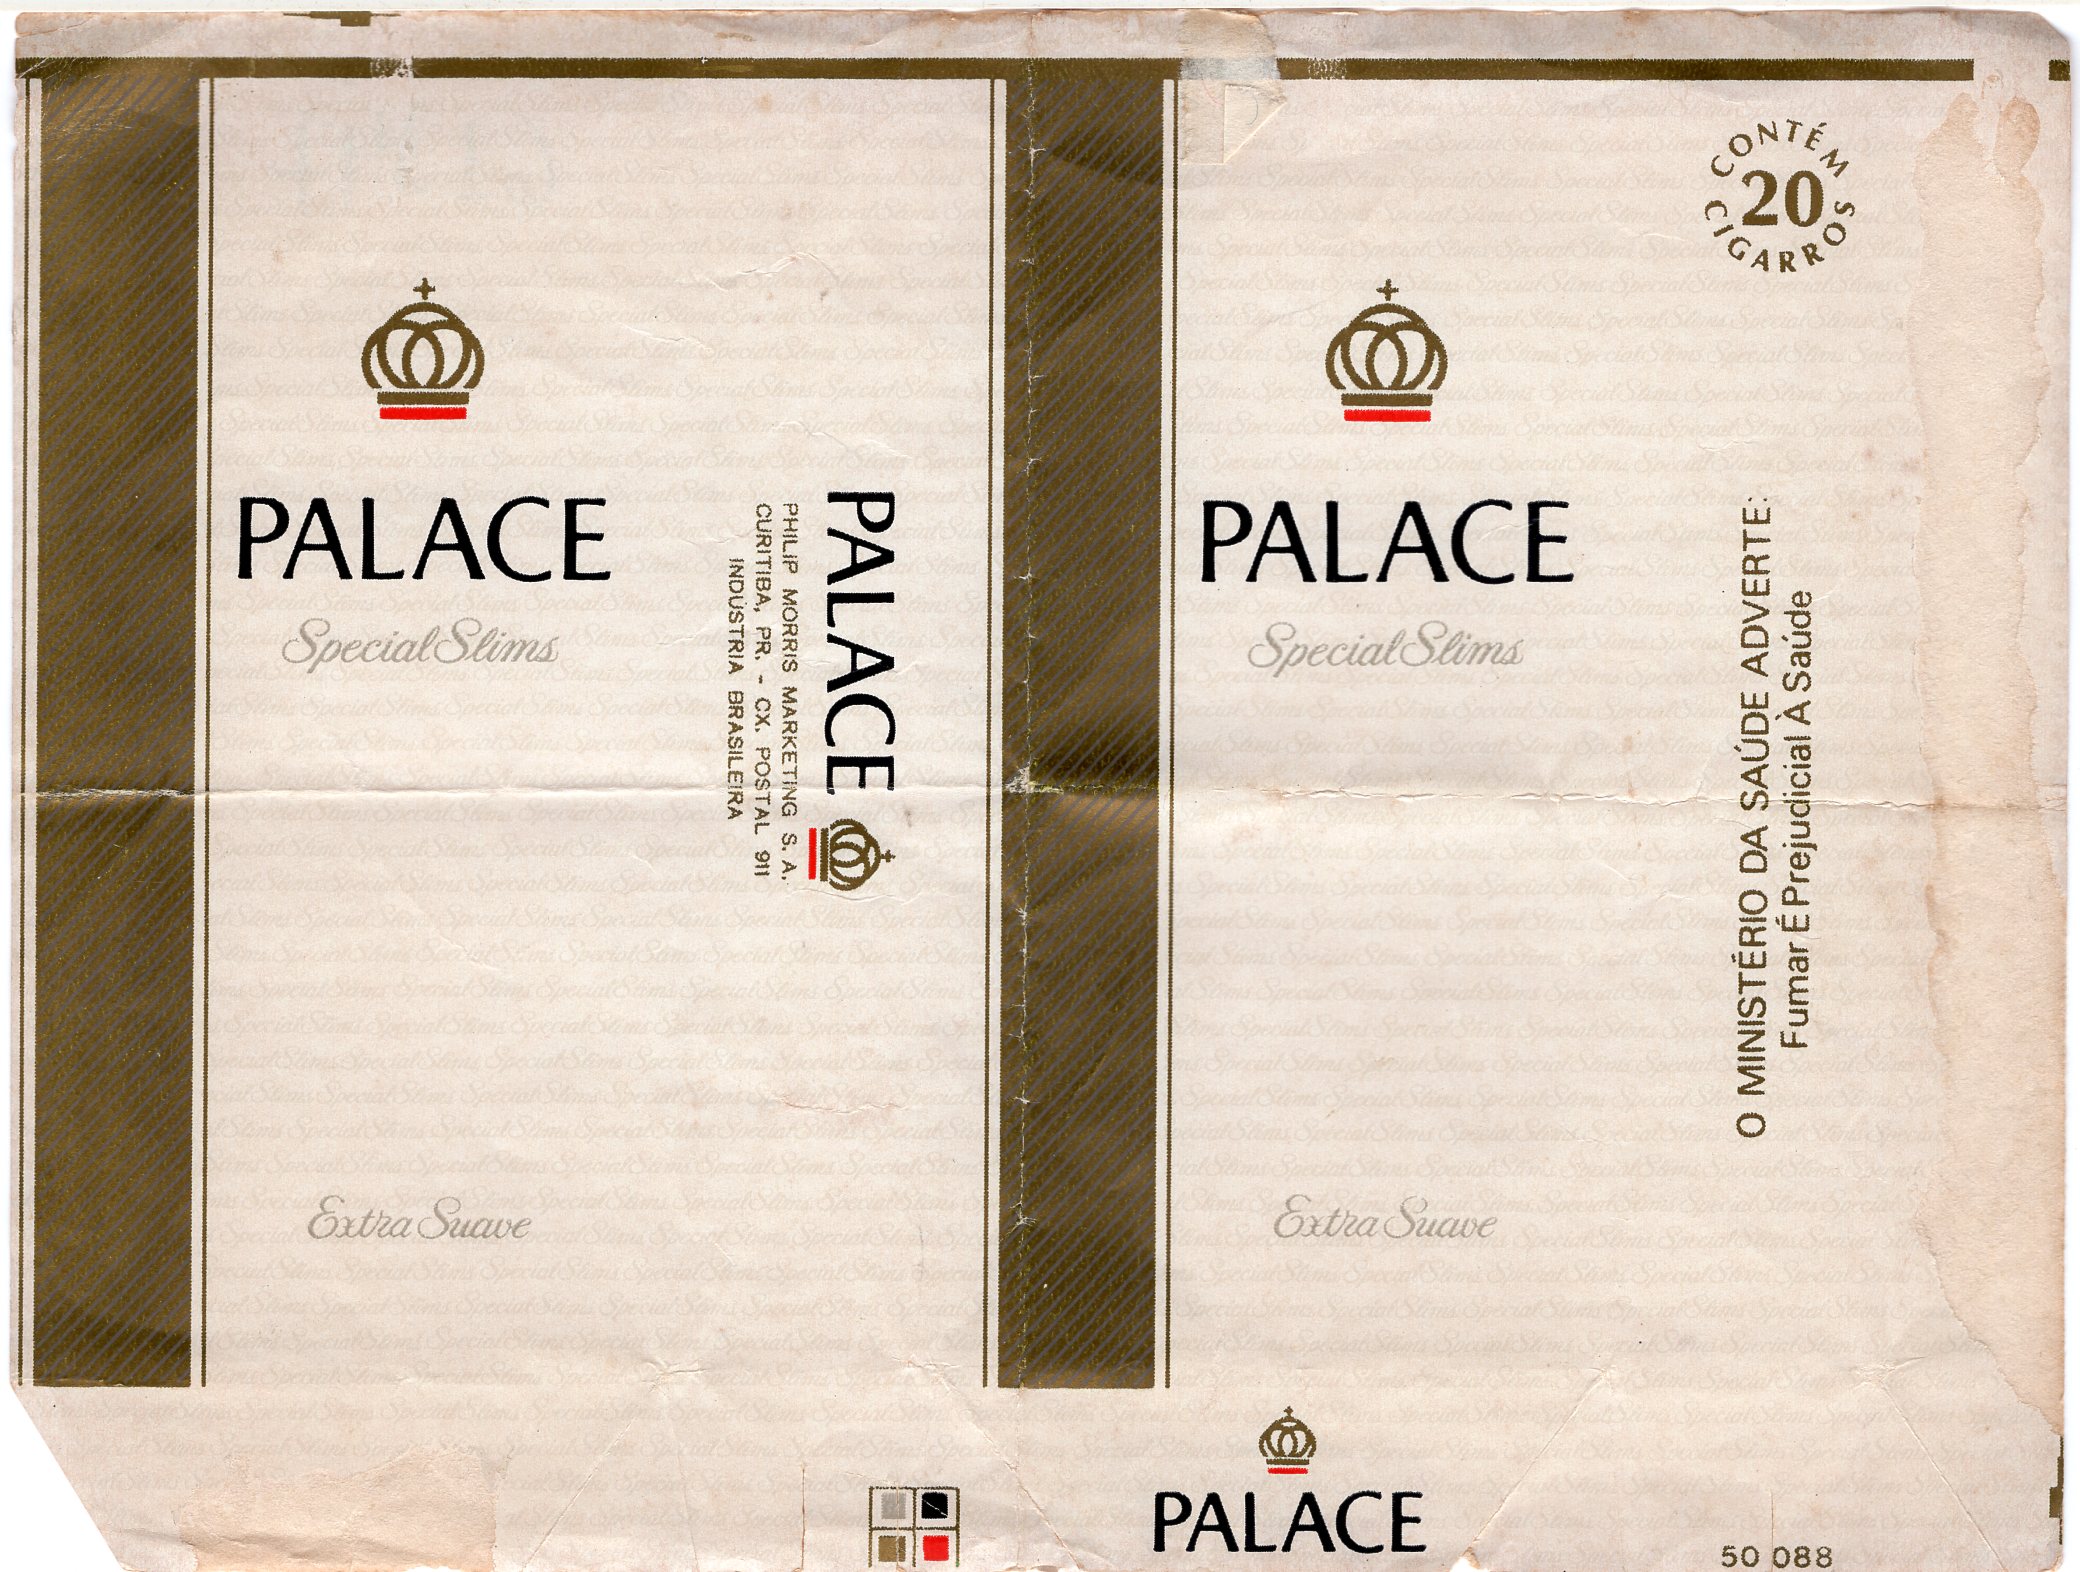 PALACE
Special Slims
Extra Suave
PALACE
PHILIP MORRIS MARKETING S. A.
CURITIBA, PR. - CX. POSTAL 911
INDÚSTRIA BRASILEIRA
PALACE
Special Slims
Extra Suave
CONTÉM
20
CIGARROS
O MINISTÉRIO DA SAÚDE ADVERTE:
Fumar É Prejudicial À Saúde
PALACE
50 088